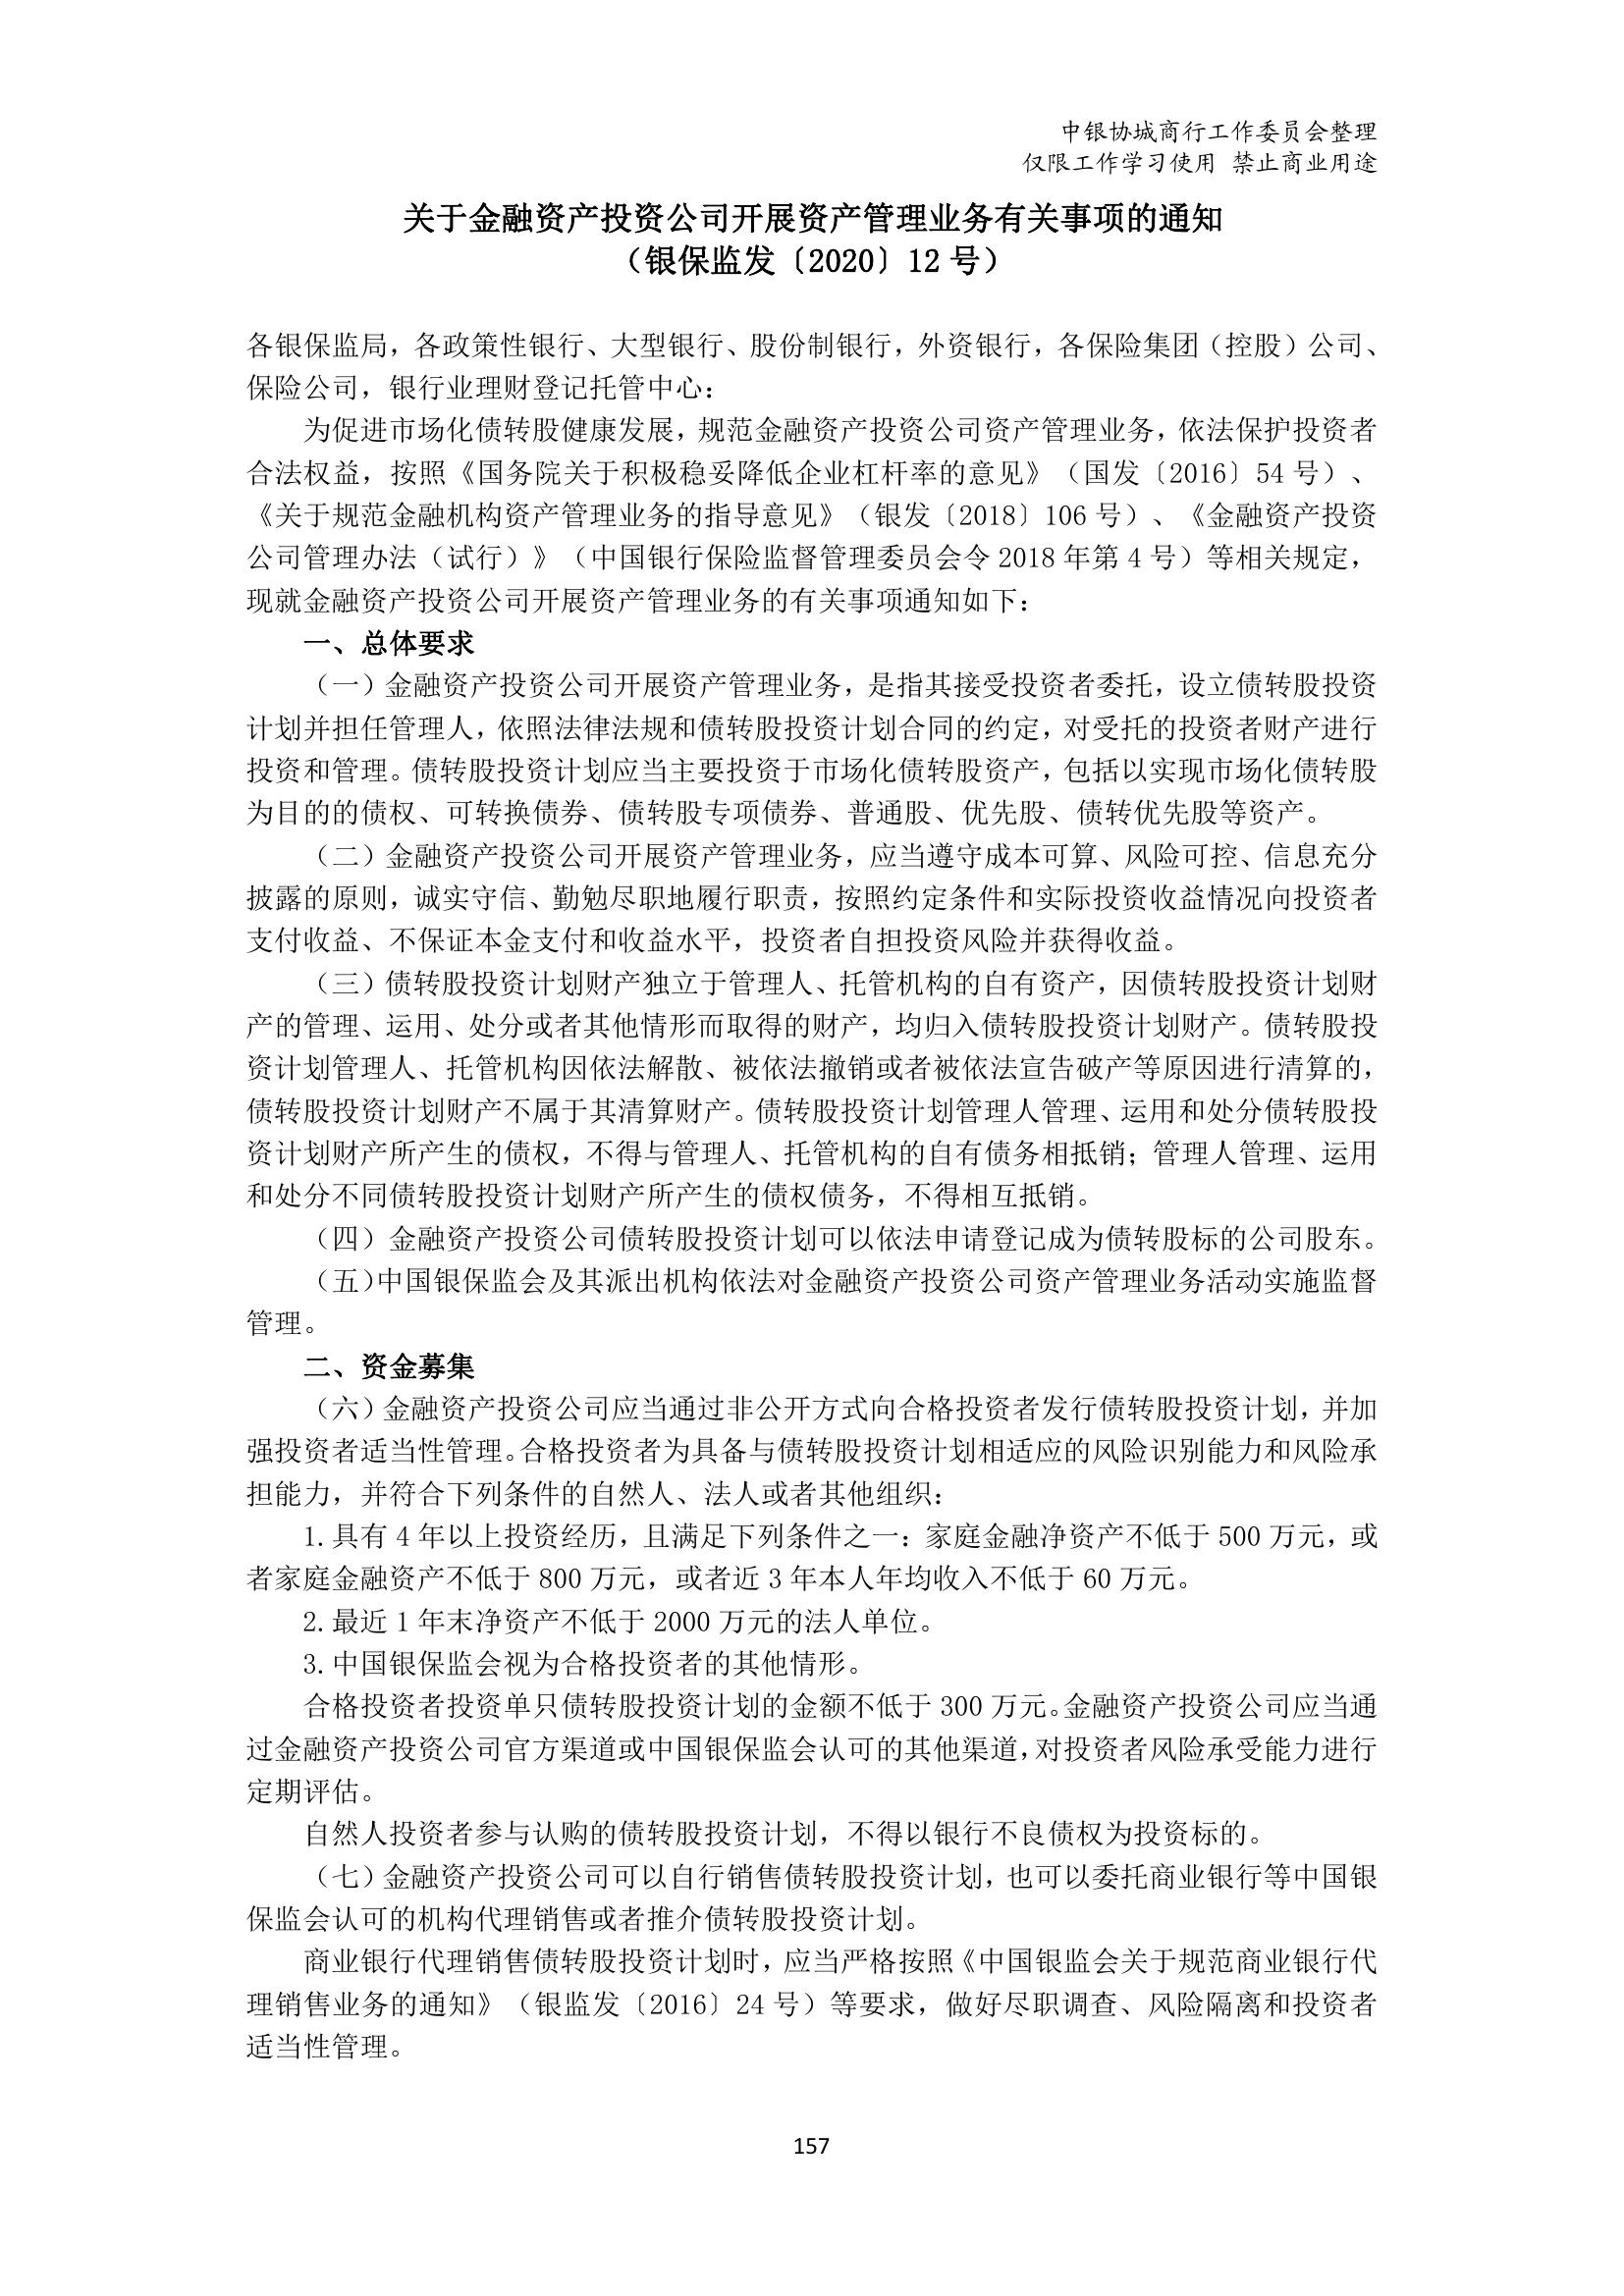 中银协城商行工作委员会整理
仅限工作学习使用 禁止商业用途
关于金融资产投资公司开展资产管理业务有关事项的通知
（银保监发〔2020〕12 号）
各银保监局，各政策性银行、大型银行、股份制银行，外资银行，各保险集团（控股）公司、
保险公司，银行业理财登记托管中心：
为促进市场化债转股健康发展，规范金融资产投资公司资产管理业务，依法保护投资者
合法权益，按照《国务院关于积极稳妥降低企业杠杆率的意见》（国发〔2016〕54 号）、
《关于规范金融机构资产管理业务的指导意见》（银发〔2018〕106 号）、《金融资产投资
公司管理办法（试行）》（中国银行保险监督管理委员会令 2018 年第 4 号）等相关规定，
现就金融资产投资公司开展资产管理业务的有关事项通知如下：
一、总体要求
（一）金融资产投资公司开展资产管理业务，是指其接受投资者委托，设立债转股投资
计划并担任管理人，依照法律法规和债转股投资计划合同的约定，对受托的投资者财产进行
投资和管理。债转股投资计划应当主要投资于市场化债转股资产，包括以实现市场化债转股
为目的的债权、可转换债券、债转股专项债券、普通股、优先股、债转优先股等资产。
（二）金融资产投资公司开展资产管理业务，应当遵守成本可算、风险可控、信息充分
披露的原则，诚实守信、勤勉尽职地履行职责，按照约定条件和实际投资收益情况向投资者
支付收益、不保证本金支付和收益水平，投资者自担投资风险并获得收益。
（三）债转股投资计划财产独立于管理人、托管机构的自有资产，因债转股投资计划财
产的管理、运用、处分或者其他情形而取得的财产，均归入债转股投资计划财产。债转股投
资计划管理人、托管机构因依法解散、被依法撤销或者被依法宣告破产等原因进行清算的，
债转股投资计划财产不属于其清算财产。债转股投资计划管理人管理、运用和处分债转股投
资计划财产所产生的债权，不得与管理人、托管机构的自有债务相抵销；管理人管理、运用
和处分不同债转股投资计划财产所产生的债权债务，不得相互抵销。
（四）金融资产投资公司债转股投资计划可以依法申请登记成为债转股标的公司股东。
（五）中国银保监会及其派出机构依法对金融资产投资公司资产管理业务活动实施监督
管理。
二、资金募集
（六）金融资产投资公司应当通过非公开方式向合格投资者发行债转股投资计划，并加
强投资者适当性管理。合格投资者为具备与债转股投资计划相适应的风险识别能力和风险承
担能力，并符合下列条件的自然人、法人或者其他组织：
1.具有 4 年以上投资经历，且满足下列条件之一：家庭金融净资产不低于 500 万元，或
者家庭金融资产不低于 800 万元，或者近 3 年本人年均收入不低于 60 万元。
2.最近 1 年末净资产不低于 2000 万元的法人单位。
3.中国银保监会视为合格投资者的其他情形。
合格投资者投资单只债转股投资计划的金额不低于 300 万元。金融资产投资公司应当通
过金融资产投资公司官方渠道或中国银保监会认可的其他渠道，对投资者风险承受能力进行
定期评估。
自然人投资者参与认购的债转股投资计划，不得以银行不良债权为投资标的。
（七）金融资产投资公司可以自行销售债转股投资计划，也可以委托商业银行等中国银
保监会认可的机构代理销售或者推介债转股投资计划。
商业银行代理销售债转股投资计划时，应当严格按照《中国银监会关于规范商业银行代
理销售业务的通知》（银监发〔2016〕24 号）等要求，做好尽职调查、风险隔离和投资者
适当性管理。
157